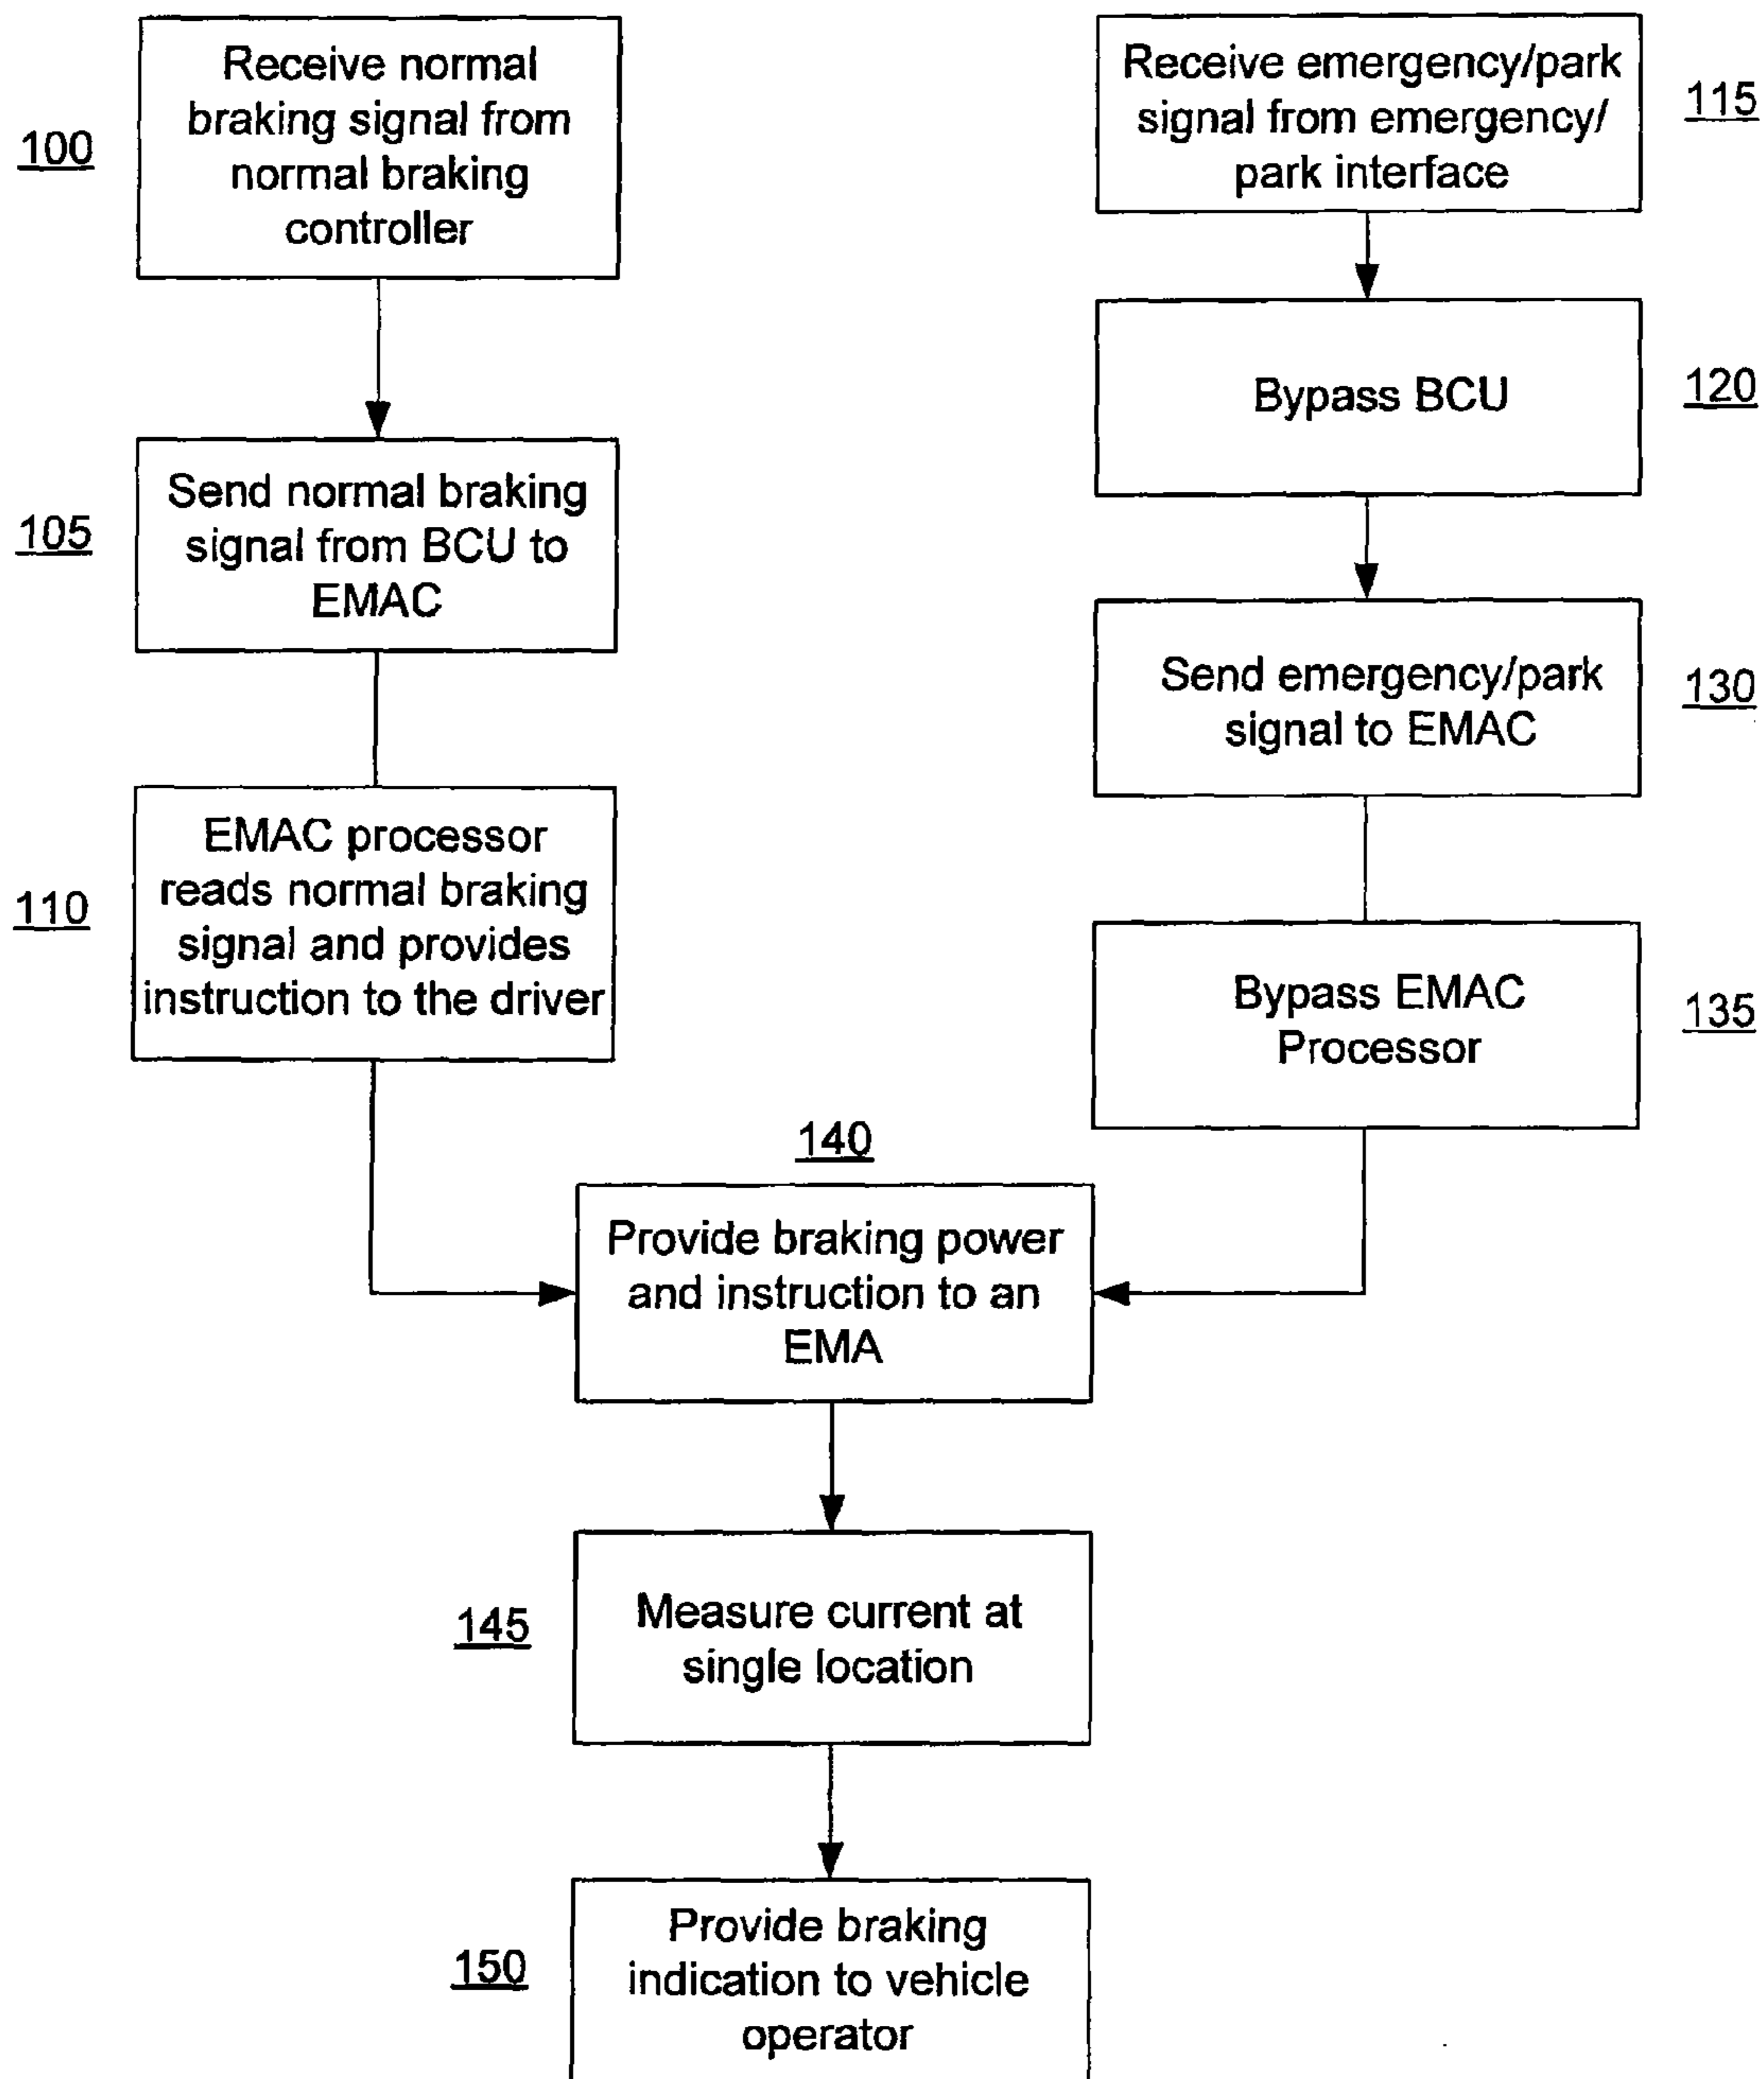 100
Receive normal
braking signal from
normal braking
controller
105
Send normal braking
signal from BCU to
EMAC
110
EMAC processor
reads normal braking
signal and provides
instruction to the driver
Receive emergency/park
signal from emergency/
park interface
115
Bypass BCU
120
Send emergency/park
signal to EMAC
130
Bypass EMAC
Processor
135
140
Provide braking power
and instruction to an
EMA
145
Measure current at
single location
150
Provide braking
indication to vehicle
operator